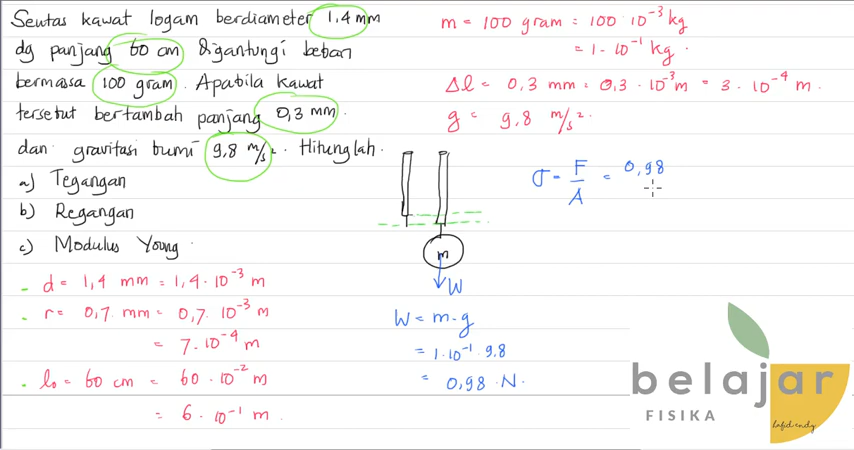 Seutas kawat logam berdiameter 1,4 mm
dg panjang 60 cm digantungi beban
bermassa 100 gram. Apabila kawat
tersebut bertambah panjang 0,3 mm.
dan gravitasi bumi 9,8 m/s². Hitunglah.
a) Tegangan
b) Regangan
c) Modulus Young.
- d = 1,4 mm = 1,4 · 10⁻³ m
- r = 0,7 mm = 0,7 · 10⁻³ m
= 7 · 10⁻⁴ m
- l₀ = 60 cm = 60 · 10⁻² m
= 6 · 10⁻¹ m.
m = 100 gram = 100 · 10⁻³ kg
= 1 · 10⁻¹ kg.
Δl = 0,3 mm = 0,3 · 10⁻³ m = 3 · 10⁻⁴ m.
g = 9,8 m/s².
m
W
W = m · g
= 1 · 10⁻¹ · 9,8
= 0,98 · N.
σ = F/A = 0,98
belajar
FISIKA
hafid endy